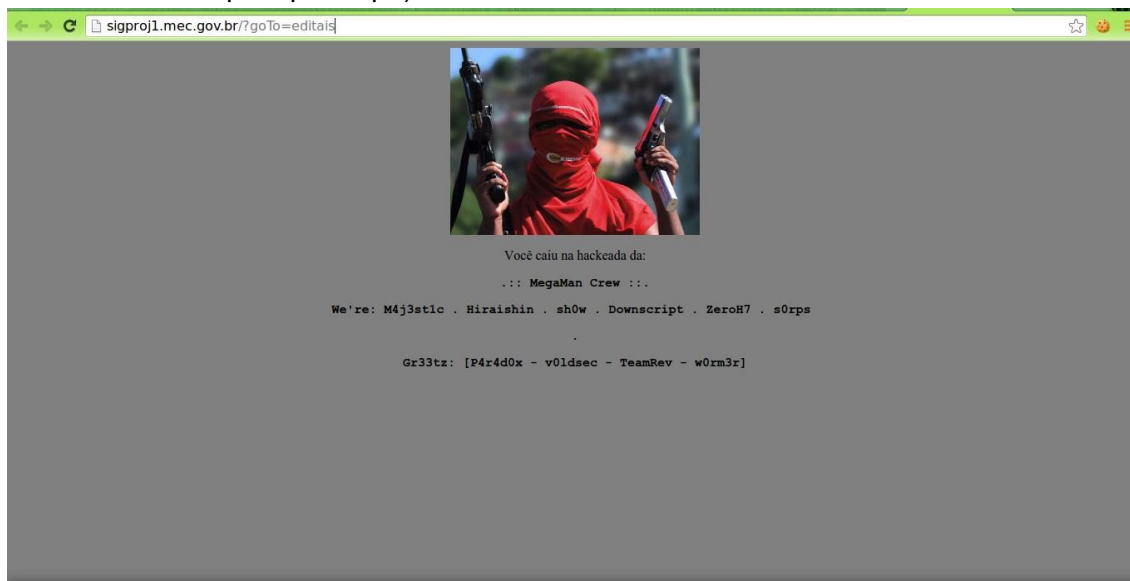 sigproj1.mec.gov.br/?goTo=editais
Você caiu na hackeada da:
.:: MegaMan Crew ::.
We're: M4j3st1c . Hiraishin . sh0w . Downscript . ZeroH7 . s0rps
.
Gr33tz: [P4r4d0x - v0ldsec - TeamRev - w0rm3r]